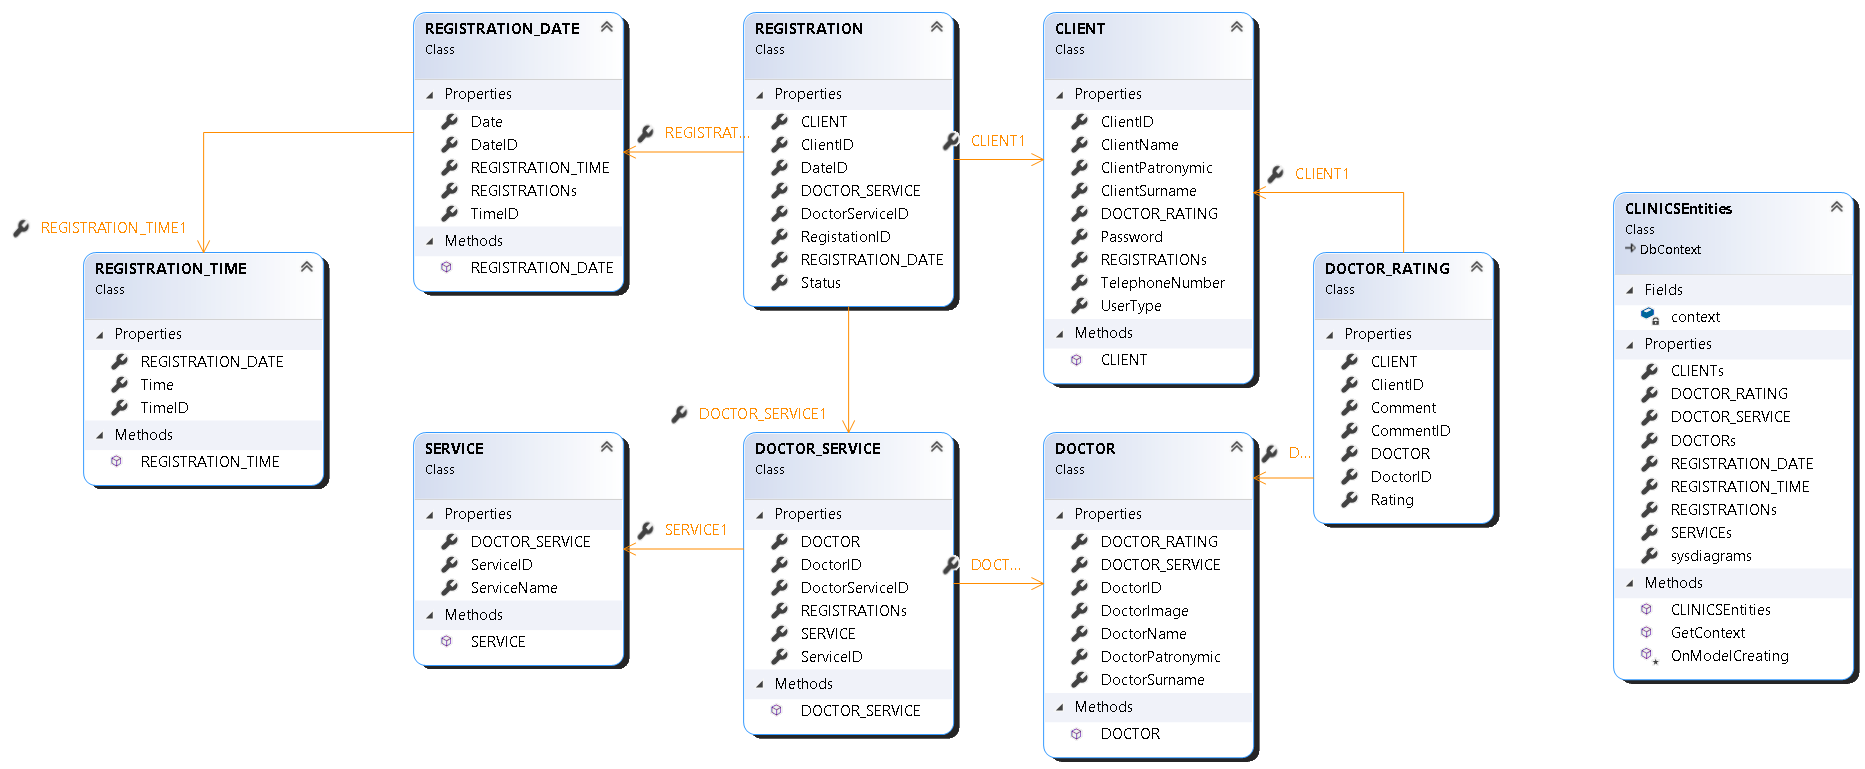 REGISTRATION_DATE
Class
Properties
Date
DateID
REGISTRATION_TIME
REGISTRATIONs
TimeID
Methods
REGISTRATION_DATE
REGISTRAT...
REGISTRATION
Class
Properties
CLIENT
ClientID
DateID
DOCTOR_SERVICE
DoctorServiceID
RegistationID
REGISTRATION_DATE
Status
CLIENT1
CLIENT
Class
Properties
ClientID
ClientName
ClientPatronymic
ClientSurname
DOCTOR_RATING
Password
REGISTRATIONs
TelephoneNumber
UserType
Methods
CLIENT
CLIENT1
REGISTRATION_TIME1
REGISTRATION_TIME
Class
Properties
REGISTRATION_DATE
Time
TimeID
Methods
REGISTRATION_TIME
DOCTOR_RATING
Class
Properties
CLIENT
ClientID
Comment
CommentID
DOCTOR
DoctorID
Rating
D...
CLINICSEntities
Class
DbContext
Fields
context
Properties
CLIENTs
DOCTOR_RATING
DOCTOR_SERVICE
DOCTORs
REGISTRATION_DATE
REGISTRATION_TIME
REGISTRATIONs
SERVICEs
sysdiagrams
Methods
CLINICSEntities
GetContext
OnModelCreating
DOCTOR_SERVICE1
SERVICE
Class
Properties
DOCTOR_SERVICE
ServiceID
ServiceName
Methods
SERVICE
SERVICE1
DOCTOR_SERVICE
Class
Properties
DOCTOR
DoctorID
DoctorServiceID
REGISTRATIONs
SERVICE
ServiceID
Methods
DOCTOR_SERVICE
DOCT...
DOCTOR
Class
Properties
DOCTOR_RATING
DOCTOR_SERVICE
DoctorID
DoctorImage
DoctorName
DoctorPatronymic
DoctorSurname
Methods
DOCTOR